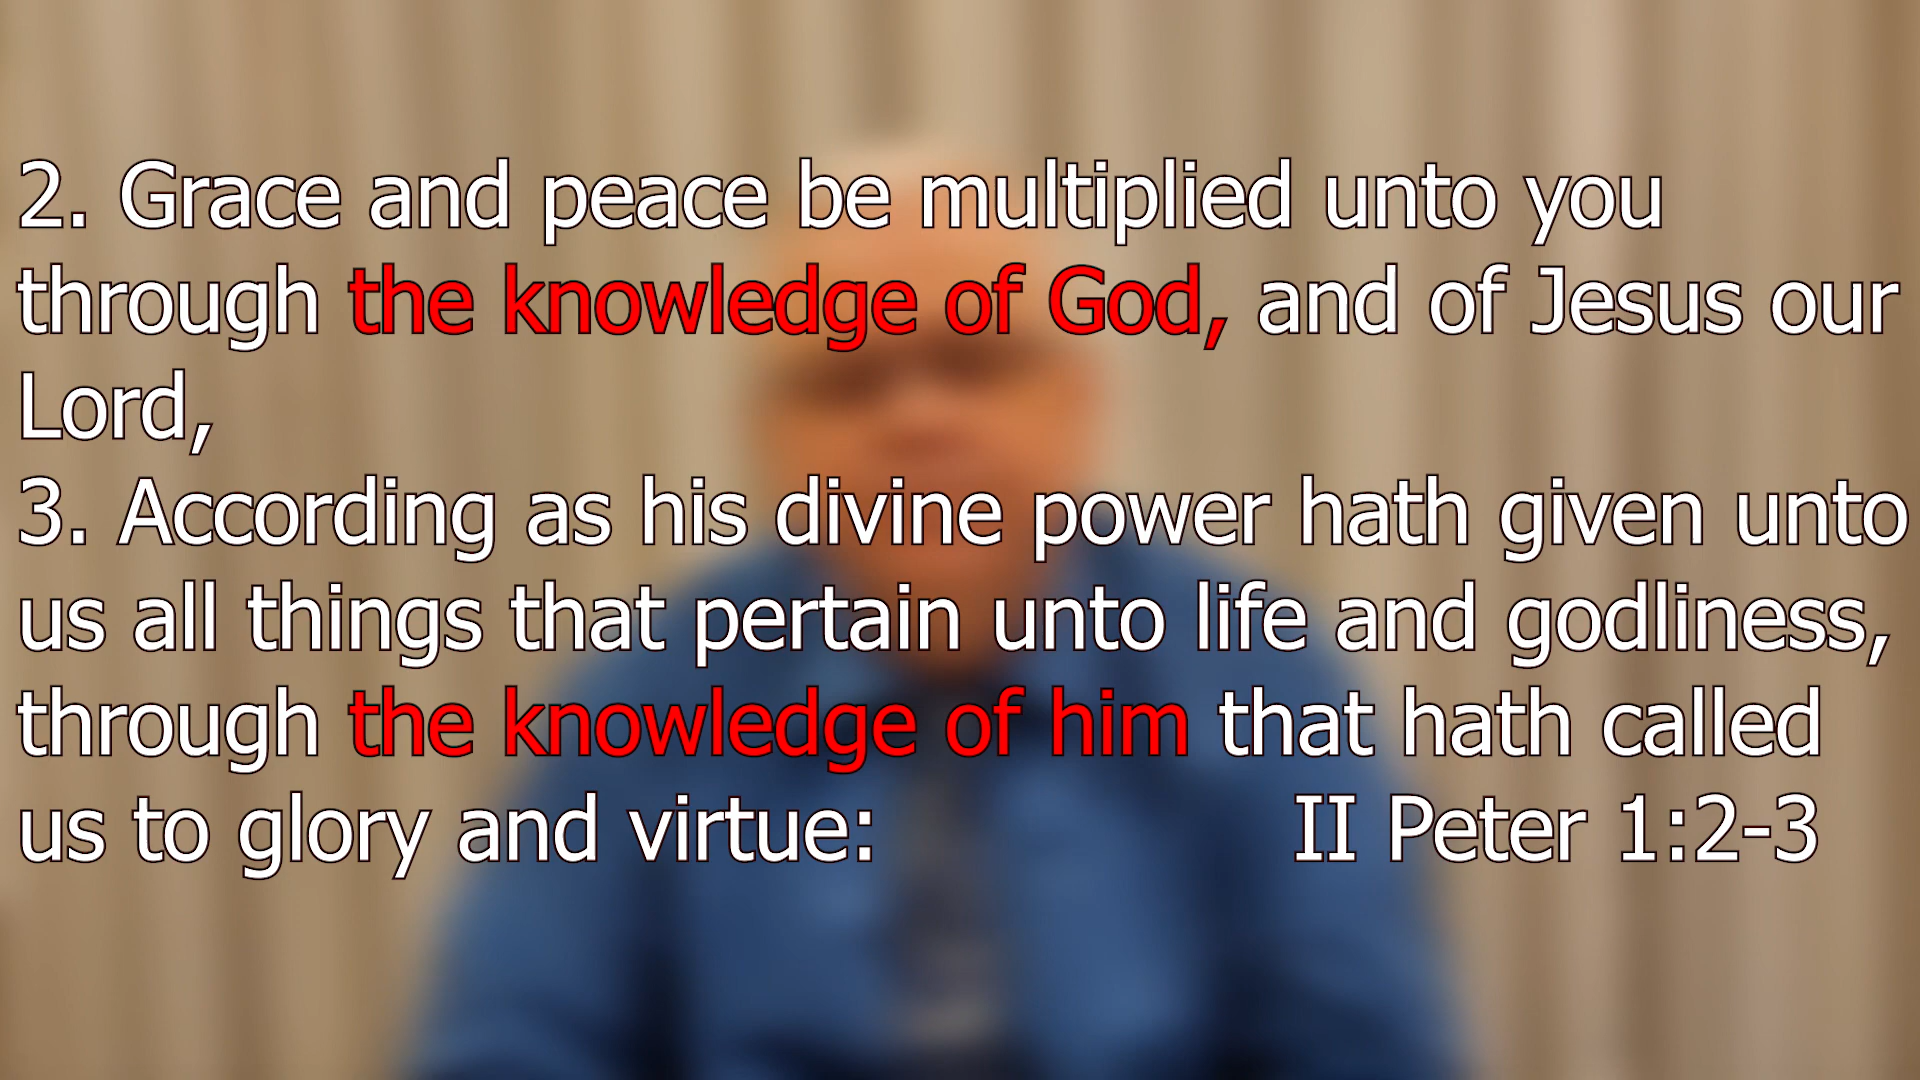 2. Grace and peace be multiplied unto you
through the knowledge of God, and of Jesus our
Lord,
3. According as his divine power hath given unto
us all things that pertain unto life and godliness,
through the knowledge of him that hath called
us to glory and virtue: II Peter 1:2-3